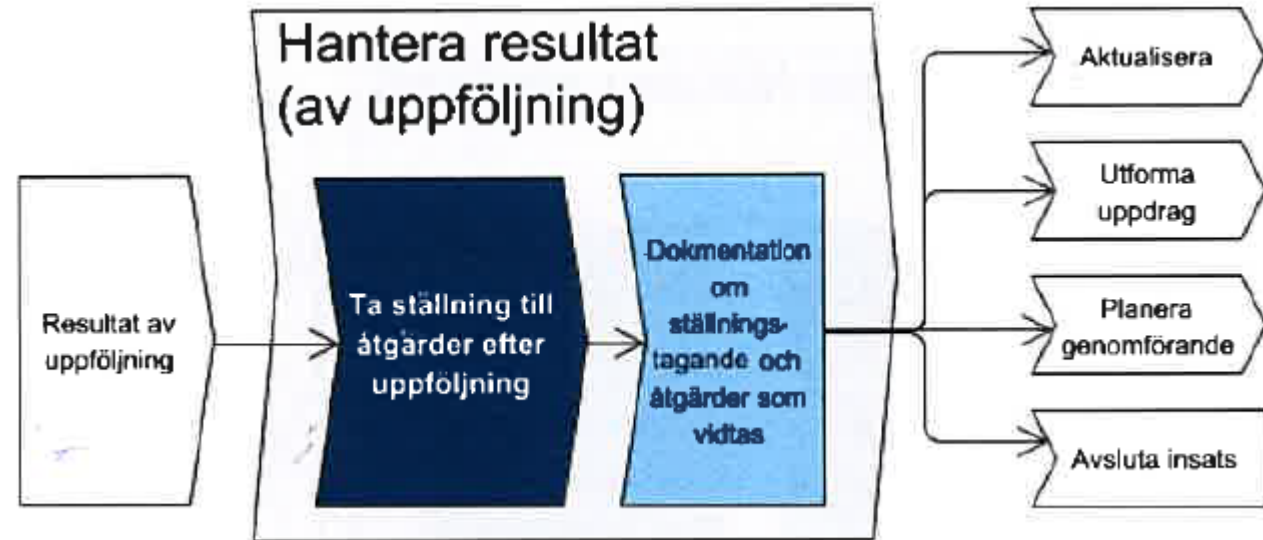 Hantera resultat
(av uppföljning)
Resultat av
uppföljning
Ta ställning till
åtgärder efter
uppföljning
Dokmentation
om
ställnings-
tagande och
åtgärder som
vidtas
Aktualisera
Utforma
uppdrag
Planera
genomförande
Avsluta insats